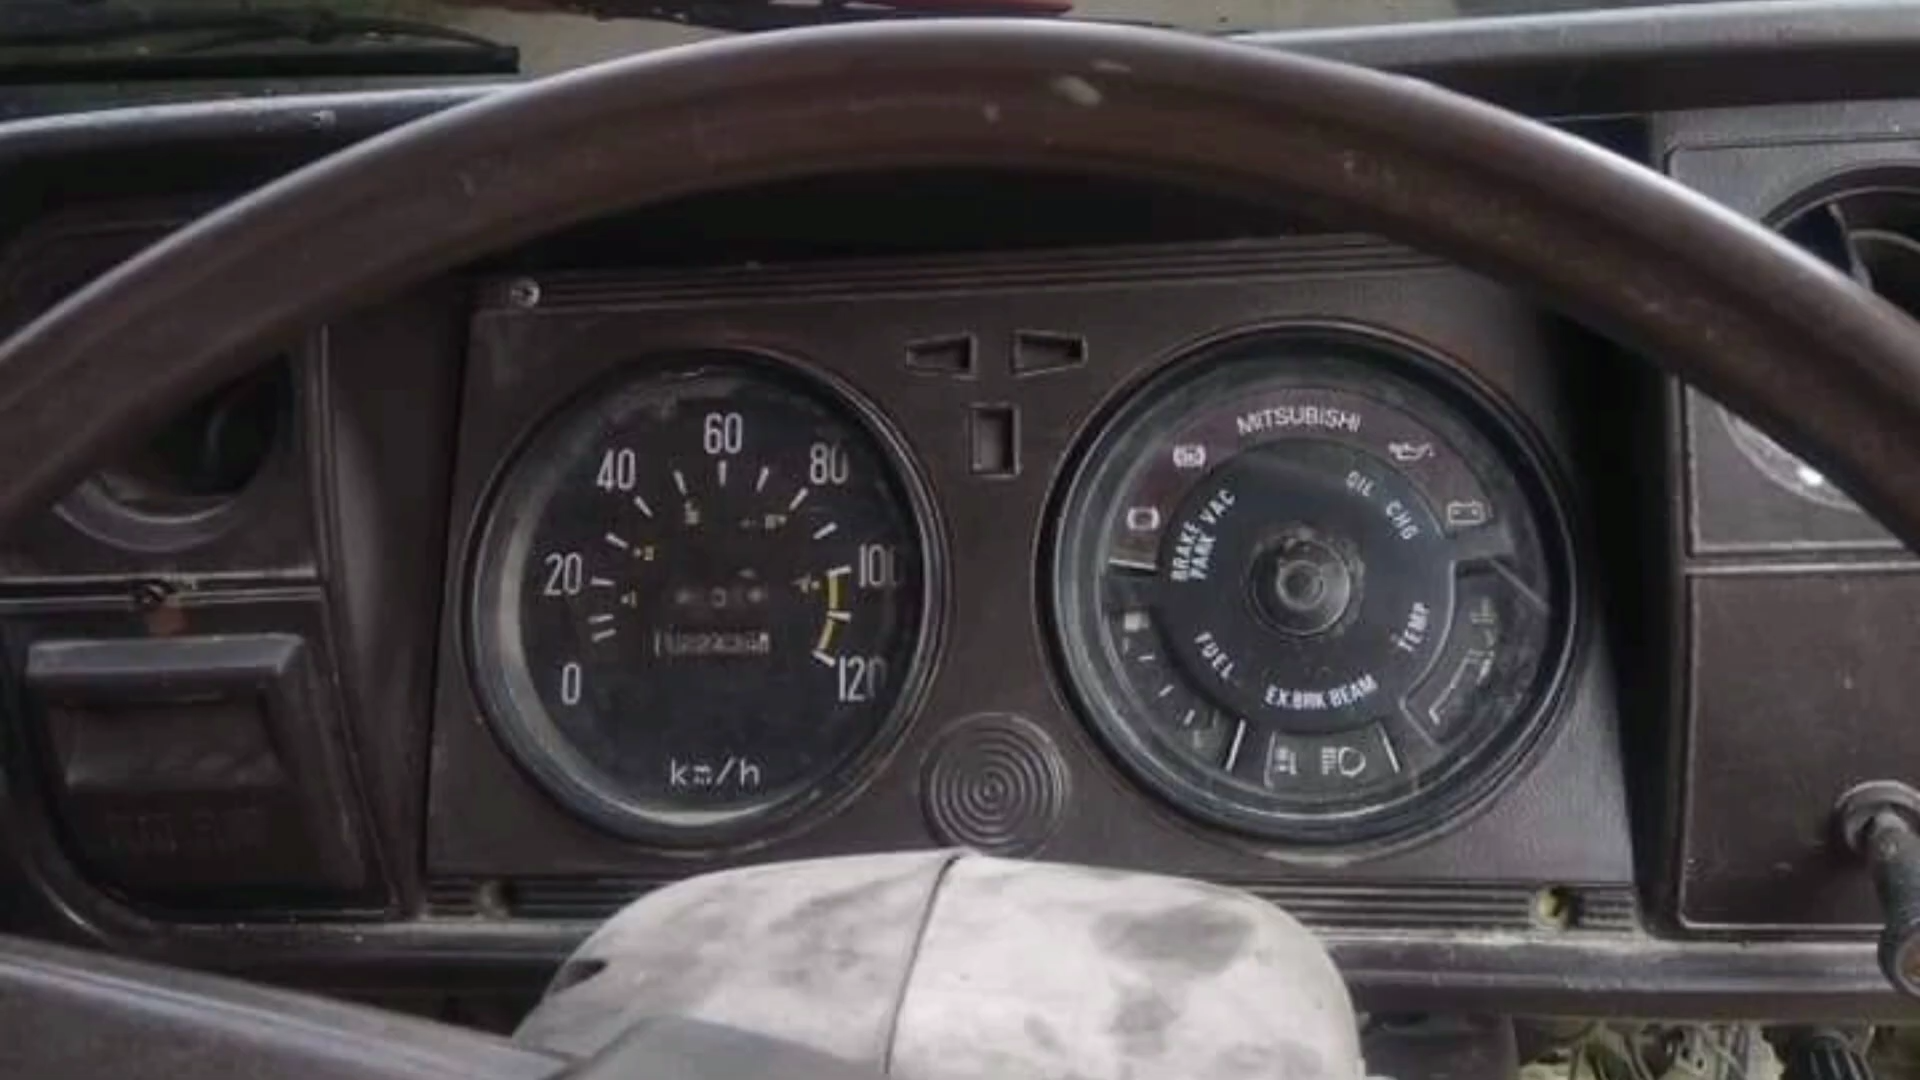 60
40
80
20
100
0
120
km/h
MITSUBISHI
OIL
CHG
VAC
BRAKE
PARK
TEMP
FUEL
EX.BRK BEAM